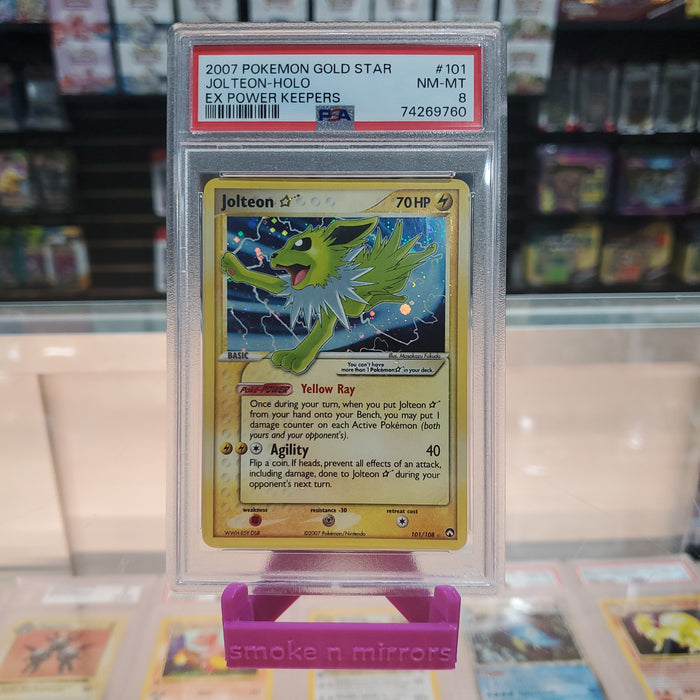 2007 POKEMON GOLD STAR #101
JOLTEON-HOLO NM-MT
EX POWER KEEPERS 8
PSA 74269760
Jolteon ☆ 70 HP
BASIC
Illus. Masakazu Fukuda
You can't have
more than 1 Pokémon ☆ in your deck.
Poké-POWER Yellow Ray
Once during your turn, when you put Jolteon ☆
from your hand onto your Bench, you may put 1
damage counter on each Active Pokémon (both
yours and your opponent's).
Agility 40
Flip a coin. If heads, prevent all effects of an attack,
including damage, done to Jolteon ☆ during your
opponent's next turn.
weakness resistance -30 retreat cost
©2007 Pokémon/Nintendo 101/108
smoke n mirrors